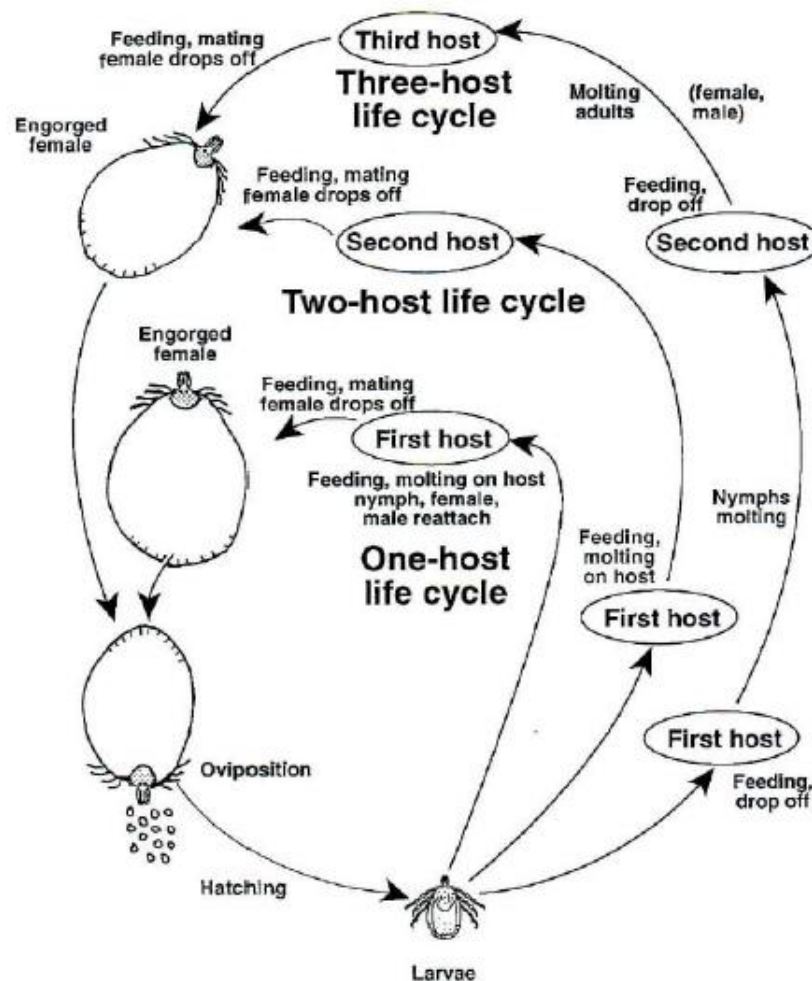 Feeding, mating
female drops off
Third host
Three-host
life cycle
Molting
adults
(female,
male)
Engorged
female
Feeding, mating
female drops off
Feeding,
drop off
Second host
Second host
Two-host life cycle
Engorged
female
Feeding, mating
female drops off
First host
Feeding, molting on host
nymph, female,
male reattach
One-host
life cycle
Feeding,
molting
on host
Nymphs
molting
First host
First host
Feeding,
drop off
Oviposition
Hatching
Larvae